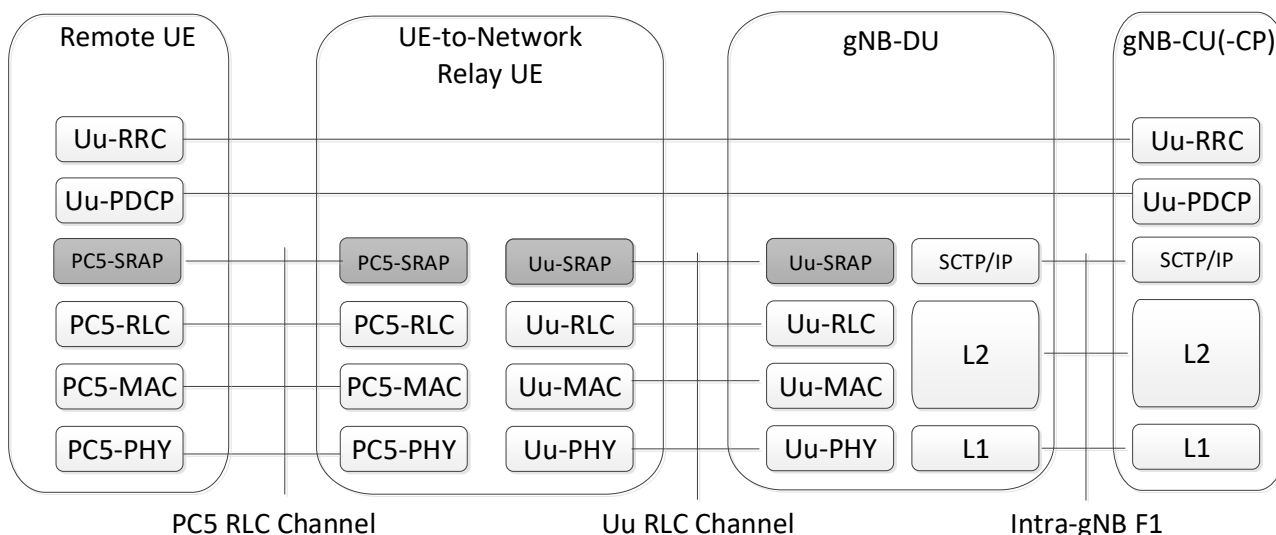 Remote UE
UE-to-Network
Relay UE
gNB-DU
gNB-CU(-CP)
Uu-RRC
Uu-RRC
Uu-PDCP
Uu-PDCP
PC5-SRAP
PC5-SRAP
Uu-SRAP
Uu-SRAP
SCTP/IP
SCTP/IP
PC5-RLC
PC5-RLC
Uu-RLC
Uu-RLC
L2
L2
PC5-MAC
PC5-MAC
Uu-MAC
Uu-MAC
PC5-PHY
PC5-PHY
Uu-PHY
Uu-PHY
L1
L1
PC5 RLC Channel
Uu RLC Channel
Intra-gNB F1